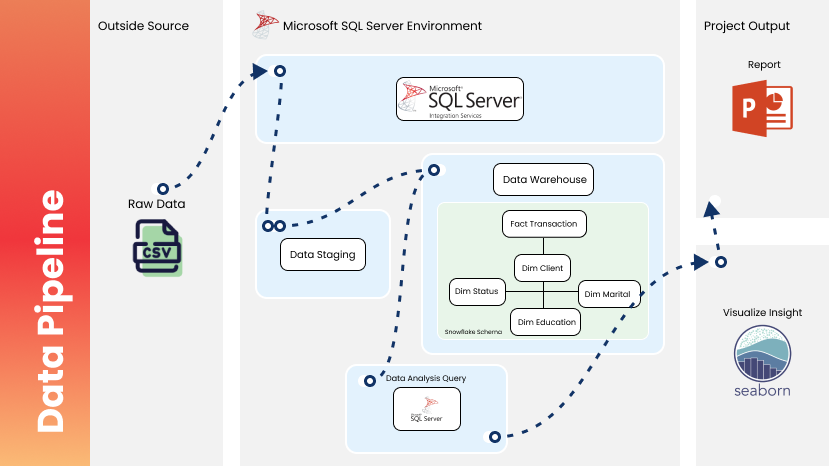 Data Pipeline
Outside Source
Raw Data
CSV
Microsoft SQL Server Environment
Microsoft
SQL Server
Integration Services
Data Staging
Data Warehouse
Fact Transaction
Dim Client
Dim Status
Dim Marital
Dim Education
Snowflake Schema
Data Analysis Query
SQL Server
Project Output
Report
P
Visualize Insight
seaborn